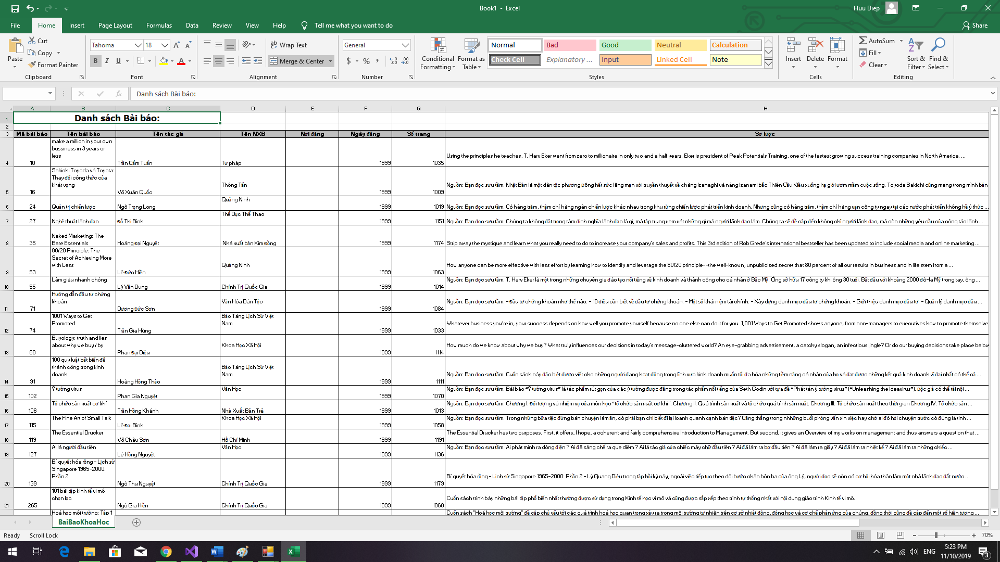 Book1 - Excel
Huu Diep
File Home Insert Page Layout Formulas Data Review View Help Tell me what you want to do
Share
Paste
Cut
Copy
Format Painter
Clipboard
Tahoma 18
B I U
Font
Wrap Text
Merge & Center
Alignment
General
$ % ,
Number
Conditional Formatting
Format as Table
Normal Bad Good Neutral Calculation
Check Cell Explanatory ... Input Linked Cell Note
Styles
Insert Delete Format
Cells
AutoSum
Fill
Clear
Sort & Filter
Find & Select
Editing
fx Danh sách Bài báo:
A B C D E F G H
1 Danh sách Bài báo:
2
3 Mã bài báo Tên bài báo Tên tác giả Tên NXB Nơi đăng Ngày đăng Số trang Sơ lược
4 10 make a million in your own bussiness in 3 years or less Trần Cẩm Tuấn Tư pháp 1999 1035 Using the principles he teaches, T. Harv Eker went from zero to millionaire in only two and a half years. Eker is president of Peak Potentials Training, one of the fastest growing success training companies in North America. ...
5 16 Sakichi Toyoda và Toyota: Thay đổi công thức của khát vọng Võ Xuân Quốc Thông Tấn 1999 1009 Nguồn: Bạn đọc sưu tầm. Nhật Bản là một dân tộc phương Đông hết sức lãng mạn với truyền thuyết về chàng Izanaghi và nàng Izanami bắc Thiên Cầu Kiều xuống hạ giới ươm mầm cuộc sống. Toyoda Sakichi cũng mang trong mình bản
6 24 Quản trị chiến lược Ngô Trọng Long Quảng Ninh 1999 1019 Nguồn: Bạn đọc sưu tầm. Có hàng trăm, thậm chí hàng ngàn chiến lược khác nhau trong khu rừng chiến lược phát triển kinh doanh. Nhưng cũng có hàng trăm, thậm chí hàng vạn công ty ngay tại các nước phát triển không hề ý thức ...
7 27 Nghệ thuật lãnh đạo Đỗ Thị Bình Thể Dục Thể Thao 1999 1151 Nguồn: Bạn đọc sưu tầm. Chúng ta không đặt trọng tâm định nghĩa lãnh đạo là gì, mà tập trung xem xét những gì mà người lãnh đạo làm. Chúng ta sẽ đề cập đến không chỉ người lãnh đạo, mà còn những yêu cầu của công tác lãnh ...
8 35 Naked Marketing: The Bare Essentials Hoàng Đại Nguyệt Nhà xuất bản Kim Đồng 1999 1174 Strip away the mystique and learn what you really need to do to increase your company's sales and profits. This 3rd edition of Rob Grede's international bestseller has been updated to include social media and online marketing ...
9 53 80/20 Principle: The Secret of Achieving More with Less Lê Đức Hiền Quảng Ninh 1999 1063 How anyone can be more effective with less effort by learning how to identify and leverage the 80/20 principle--the well-known, unpublicized secret that 80 percent of all our results in business and in life stem from a ...
10 55 Làm giàu nhanh chóng Lý Văn Dung Chính Trị Quốc Gia 1999 1014 Nguồn: Bạn đọc sưu tầm. T. Harv Eker là một trong những chuyên gia đào tạo nổi tiếng về kinh doanh và thành công cho cá nhân ở Bắc Mỹ. Ông sở hữu 17 công ty khi ông 30 tuổi. Bắt đầu với khoảng 2000 đô-la Mỹ trong tay, ông ...
11 71 Hướng dẫn đầu tư chứng khoán Dương Đức Sơn Văn Hóa Dân Tộc 1999 1084 Nguồn: Bạn đọc sưu tầm. - Đầu tư chứng khoán như thế nào. - 10 điều cần biết về đầu tư chứng khoán. - Một số khái niệm tài chính. - Xây dựng danh mục đầu tư chứng khoán. - Giới thiệu danh mục đầu tư. - Quản lý danh mục đầu ...
12 74 1001 Ways to Get Promoted Trần Gia Hùng Bảo Tàng Lịch Sử Việt Nam 1999 1033 Whatever business you're in, your success depends on how well you promote yourself because no one else can do it for you. 1,001 Ways to Get Promoted shows anyone, from non-managers to executives how to promote themselve
13 88 Buyology: truth and lies about why we buy / by Phan Đại Diệu Khoa Học Xã Hội 1999 1114 How much do we know about why we buy? What truly influences our decisions in today's message-cluttered world? An eye-grabbing advertisement, a catchy slogan, an infectious jingle? Or do our buying decisions take place below
14 91 100 quy luật bất biến để thành công trong kinh doanh Hoàng Hồng Thảo Bảo Tàng Lịch Sử Việt Nam 1999 1111 Nguồn: Bạn đọc sưu tầm. Cuốn sách này đặc biệt được viết cho những người đang hoạt động trong lĩnh vực kinh doanh muốn tối đa hóa những tiềm năng cá nhân của họ và đạt được những kết quả kinh doanh vĩ đại nhất có thể cả ...
15 102 Ý tưởng virus Phan Gia Nguyệt Văn Học 1999 1070 Nguồn: Bạn đọc sưu tầm. Bài báo “Ý tưởng virus” là tác phẩm rút gọn của các ý tưởng được đăng trong tác phẩm nổi tiếng của Seth Godin với tựa đề “Phát tán ý tưởng virus” (“Unleashing the Ideavirus”). Độc giả có thể tải nội ...
16 106 Tổ chức sản xuất cơ khí Trần Hồng Khánh Nhà Xuất Bản Trẻ 1999 1013 Nguồn: Bạn đọc sưu tầm. Chương I. Đối tượng và nhiệm vụ của môn học “tổ chức sản xuất cơ khí”. Chương II. Quá trình sản xuất và tổ chức quá trình sản xuất. Chương III. Tổ chức sản xuất theo thời gian Chương IV. Tổ chức sản ...
17 115 The Fine Art of Small Talk Lê Đại Bình Khoa Học Xã Hội 1999 1058 Nguồn: Bạn đọc sưu tầm. Trong những bữa tiệc đứng bàn chuyện làm ăn, có phải bạn chỉ biết đi lại loanh quanh cạnh bàn tiệc? Căng thẳng trong nhhững buổi phỏng vấn xin việc hay chờ ai đó hỏi chuyện trước có đúng là tình ...
18 119 The Essential Drucker Võ Châu Sơn Hồ Chí Minh 1999 1191 The Essential Drucker has two purposes. First, it offers, I hope, a coherent and fairly comprehensive Introduction to Management. But second, it gives an Overview of my works on management and thus answers a question that ...
19 127 Ai là người đầu tiên Lê Hồng Nguyệt Văn Học 1999 1136 Nguồn: Bạn đọc sưu tầm. Ai phát minh ra dòng điện ? Ai đã sáng chế ra que diêm ? Ai là tác giả của chiếc máy chữ đầu tiên ? Ai đã làm ra bơ đầu tiên ? Ai đã làm ra giấy ? Ai đã làm ra nhiệt kế ? Ai đã làm ra những chiếc ...
20 139 Bí quyết hóa rồng - Lịch sử Singapore 1965-2000. Phần 2 Ngô Thu Nguyệt Chính Trị Quốc Gia 1999 1179 Bí quyết hóa rồng - Lịch sử Singapore 1965-2000: Phần 2 - Lý Quang Diệu trong tập hồi ký này, ngoài việc tiếp tục theo dõi bước chân bôn ba của ông Lý, người đọc sẽ còn có cơ hội hóa thân làm một nhà lãnh đạo đất nước ...
21 265 101 bài tập kinh tế vi mô chọn lọc Ngô Gia Hiền Chính Trị Quốc Gia 1999 1060 Cuốn sách trình bày những bài tập phổ biến nhất thường được sử dụng trong Kinh tế học vi mô và cũng được sắp xếp theo trình tự thống nhất với nội dung giáo trình Kinh tế vi mô.
Hoá học môi trường: Tập 1 Cuốn sách "Hoá học môi trường" đề cập chủ yếu tới các quá trình hoá học quan trọng xảy ra trong môi trường tự nhiên trên cơ sở nhiệt động, động học và cơ chế phản ứng của chúng, đồng thời cũng đề cập đến một số hiện tượng ...
BaiBaoKhoaHoc
Ready Scroll Lock
70%
ENG
5:23 PM
11/10/2019
3